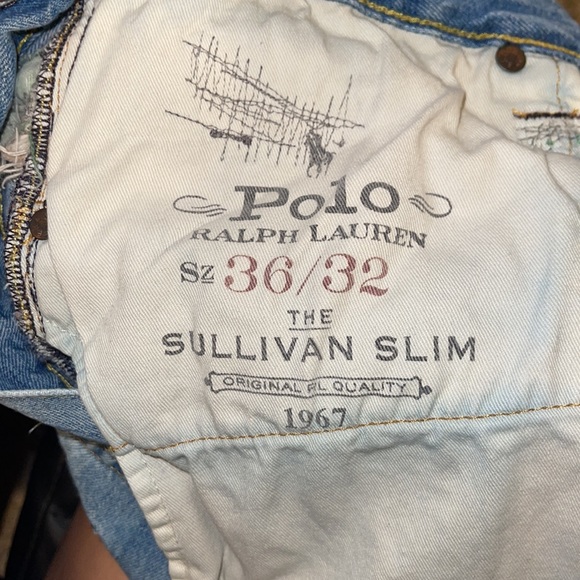 Polo
RALPH LAUREN
SZ 36/32
THE
SULLIVAN SLIM
ORIGINAL RL QUALITY
1967